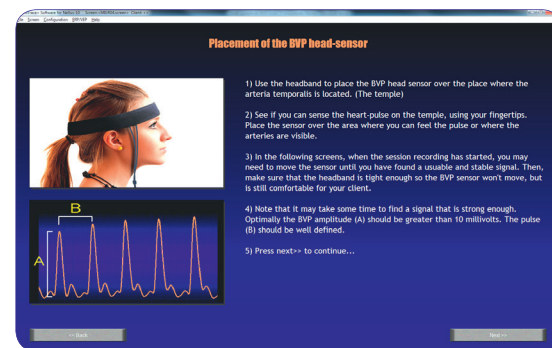 Screen Configuration ERP/VEP Help
Placement of the BVP head-sensor
1) Use the headband to place the BVP head sensor over the place where the
arteria temporalis is located. (The temple)
2) See if you can sense the heart-pulse on the temple, using your fingertips.
Place the sensor over the area where you can feel the pulse or where the
arteries are visible.
3) In the following screens, when the session recording has started, you may
need to move the sensor until you have found a usuable and stable signal. Then,
make sure that the headband is tight enough so the BVP sensor won't move, but
is still comfortable for your client.
4) Note that it may take some time to find a signal that is strong enough.
Optimally the BVP amplitude (A) should be greater than 10 millivolts. The pulse
(B) should be well defined.
5) Press next>> to continue...
B
A
<< Back
Next >>